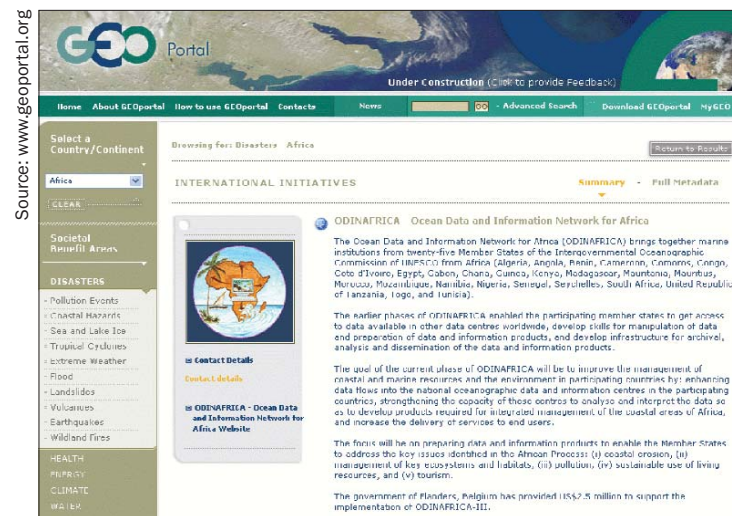 Source: www.geoportal.org
GEO Portal
Under Construction (Click to provide Feedback)
Home About GEOportal How to use GEOportal Contacts News GO - Advanced Search Download GEOportal MyGEO
Select a
Country/Continent
Africa
CLEAR
Societal
Benefit Areas
DISASTERS
- Pollution Events
- Coastal Hazards
- Sea and Lake Ice
- Tropical Cyclones
- Extreme Weather
- Flood
- Landslides
- Volcanoes
- Earthquakes
- Wildland Fires
HEALTH
ENERGY
CLIMATE
WATER
Browsing for: Disasters Africa
Return to Results
INTERNATIONAL INITIATIVES
Summary - Full Metadata
Contact Details
Contact details
ODINAFRICA - Ocean Data
and Information Network for
Africa Website
ODINAFRICA Ocean Data and Information Network for Africa
The Ocean Data and Information Network for Africa (ODINAFRICA) brings together marine
institutions from twenty-five Member States of the Intergovernmental Oceanographic
Commission of UNESCO from Africa (Algeria, Angola, Benin, Cameroon, Comoros, Congo,
Cote d'Ivoire, Egypt, Gabon, Ghana, Guinea, Kenya, Madagascar, Mauritania, Mauritius,
Morocco, Mozambique, Namibia, Nigeria, Senegal, Seychelles, South Africa, United Republic
of Tanzania, Togo, and Tunisia).
The earlier phases of ODINAFRICA enabled the participating member states to get access
to data available in other data centres worldwide, develop skills for manipulation of data
and preparation of data and information products, and develop infrastructure for archival,
analysis and dissemination of the data and information products.
The goal of the current phase of ODINAFRICA will be to improve the management of
coastal and marine resources and the environment in participating countries by: enhancing
data flows into the national oceanographic data and information centres in the participating
countries, strengthening the capacity of these centres to analyse and interpret the data so
as to develop products required for integrated management of the coastal areas of Africa,
and increase the delivery of services to end users.
The focus will be on preparing data and information products to enable the Member States
to address the key issues identified in the African Process: (i) coastal erosion, (ii)
management of key ecosystems and habitats, (iii) pollution, (iv) sustainable use of living
resources, and (v) tourism.
The government of Flanders, Belgium has provided US$2.5 million to support the
implementation of ODINAFRICA-III.